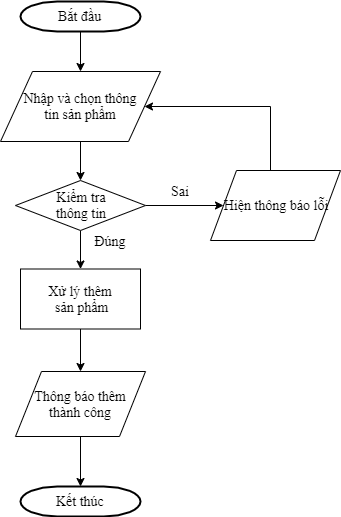 Bắt đầu
Nhập và chọn thông
tin sản phẩm
Kiểm tra
thông tin
Sai
Hiện thông báo lỗi
Đúng
Xử lý thêm
sản phẩm
Thông báo thêm
thành công
Kết thúc